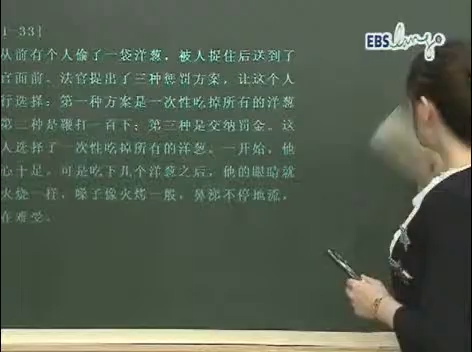 1-33]
从前有个人偷了一袋洋葱，被人捉住后送到了
官面前。法官提出了三种惩罚方案，让这个人
行选择：第一种方案是一次性吃掉所有的洋葱
第二种是鞭打一百下；第三种是交纳罚金。这
人选择了一次性吃掉所有的洋葱。一开始，他
心十足，可是吃下几个洋葱之后，他的眼睛就
火烧一样，嗓子像火烤一般，鼻涕不停地流，
在难受。
EBS lingo